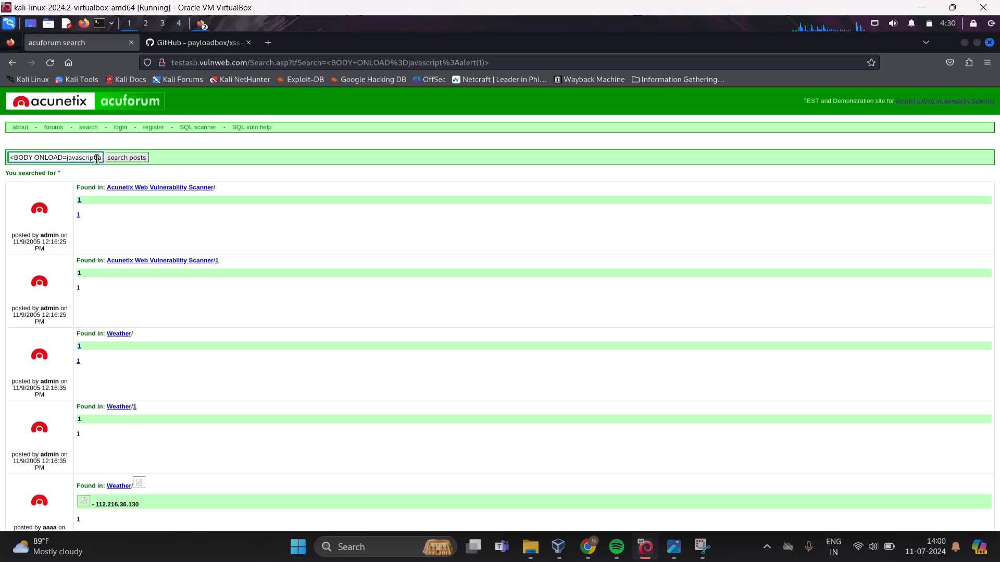 kali-linux-2024.2-virtualbox-amd64 [Running] - Oracle VM VirtualBox
1 2 3 4 2 4:30
acuforum search GitHub - payloadbox/xss-
testasp.vulnweb.com/Search.asp?tfSearch=<BODY+ONLOAD%3Djavascript%3Aalert(1)>
Kali Linux Kali Tools Kali Docs Kali Forums Kali NetHunter Exploit-DB Google Hacking DB OffSec Netcraft | Leader in Phi... Wayback Machine Information Gathering...
acunetix acuforum TEST and Demonstration site for Acunetix Web Vulnerability Scanner
about - forums - search - login - register - SQL scanner - SQL vuln help
<BODY ONLOAD=javascript:a search posts
You searched for "
Found in: Acunetix Web Vulnerability Scanner/
1
1
posted by admin on
11/9/2005 12:16:25
PM
Found in: Acunetix Web Vulnerability Scanner/1
1
1
posted by admin on
11/9/2005 12:16:25
PM
Found in: Weather/
1
1
posted by admin on
11/9/2005 12:16:35
PM
Found in: Weather/1
1
1
posted by admin on
11/9/2005 12:16:35
PM
Found in: Weather/
- 112.216.36.130
1
posted by aaaa on
89°F
Mostly cloudy
Search
N
64
ENG
IN
14:00
11-07-2024
PRE